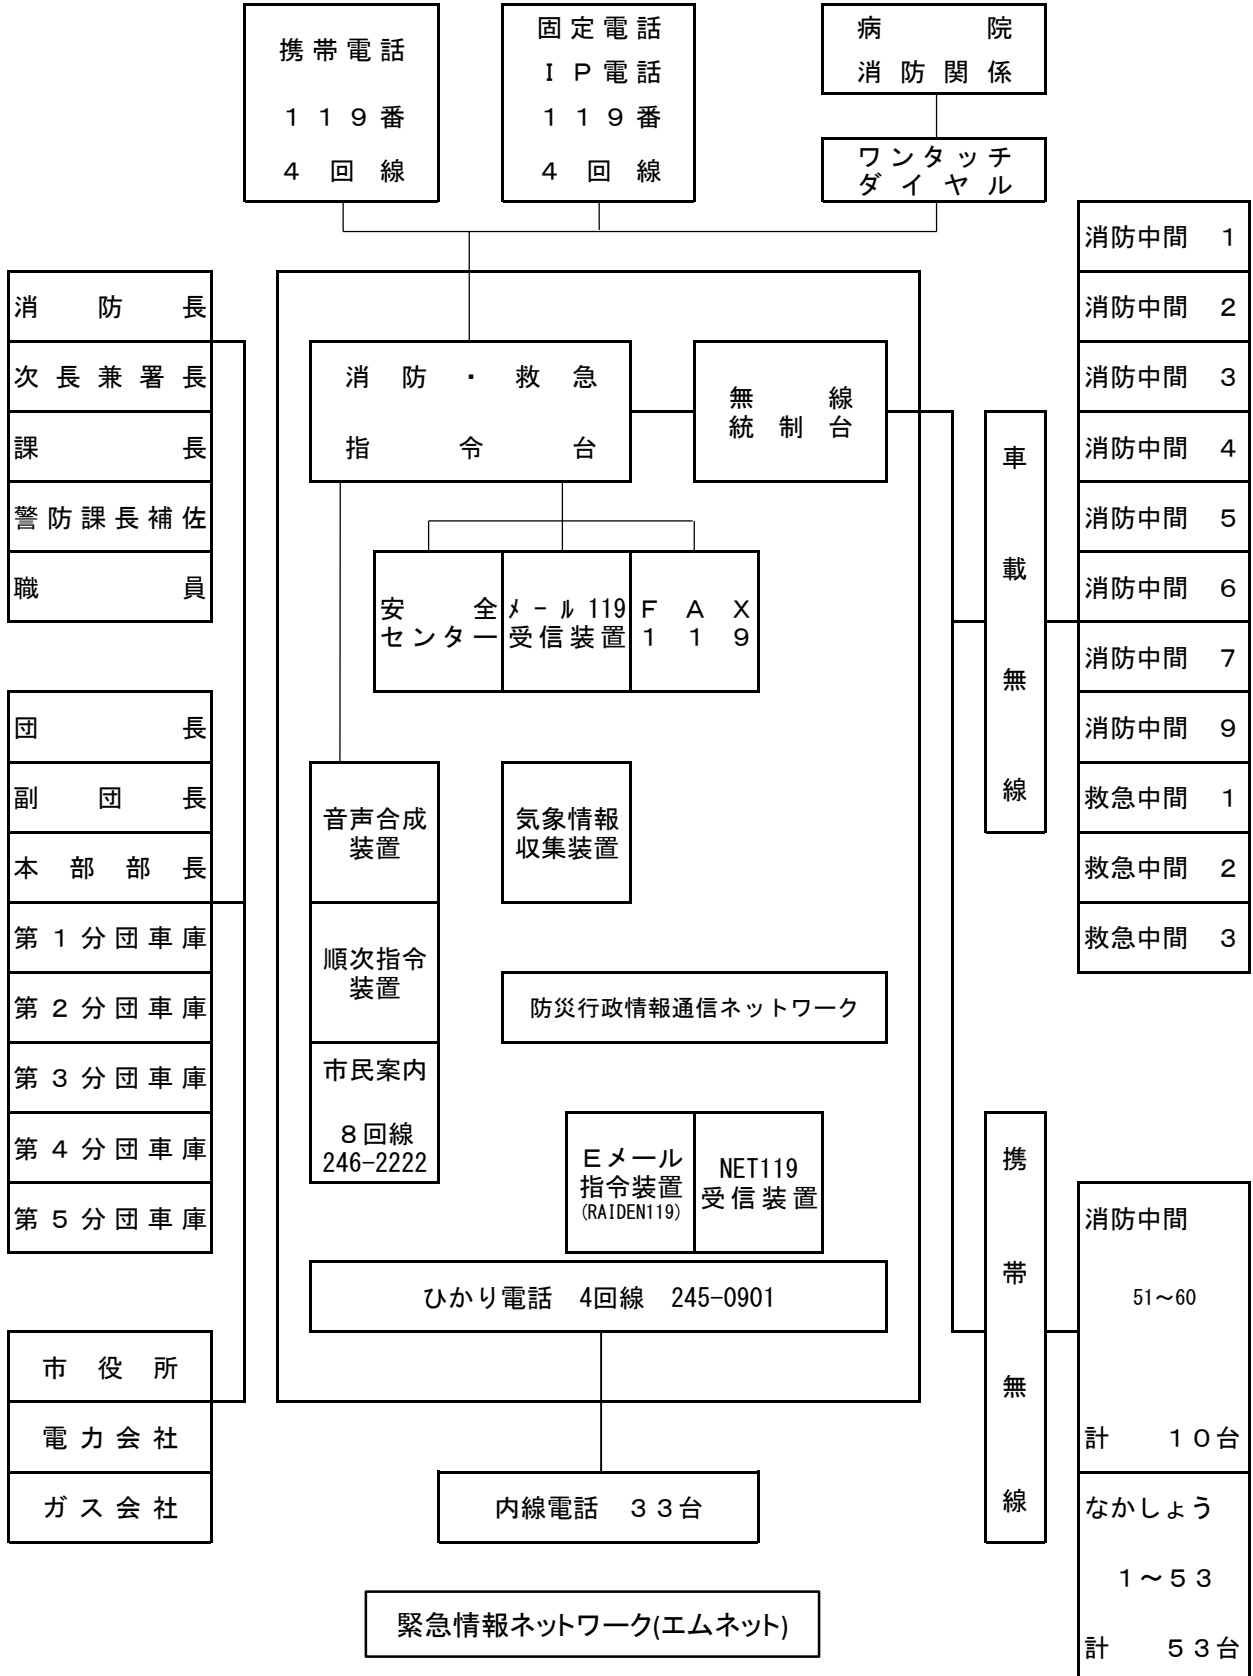 携帯電話
１１９番
４回線
固定電話
ＩＰ電話
１１９番
４回線
病院
消防関係
ワンタッチ
ダイヤル
消防長
次長兼署長
課長
警防課長補佐
職員
団長
副団長
本部部長
第１分団車庫
第２分団車庫
第３分団車庫
第４分団車庫
第５分団車庫
市役所
電力会社
ガス会社
消防・救急
指令台
無線
統制台
安全
センター
ﾒｰﾙ119
受信装置
ＦＡＸ
１１９
音声合成
装置
順次指令
装置
市民案内
８回線
246-2222
気象情報
収集装置
防災行政情報通信ネットワーク
Ｅメール
指令装置
(RAIDEN119)
NET119
受信装置
ひかり電話　4回線　245-0901
内線電話　３３台
緊急情報ネットワーク(エムネット)
車載無線
消防中間　１
消防中間　２
消防中間　３
消防中間　４
消防中間　５
消防中間　６
消防中間　７
消防中間　９
救急中間　１
救急中間　２
救急中間　３
携帯無線
消防中間
51～60
計　１０台
なかしょう
１～５３
計　５３台